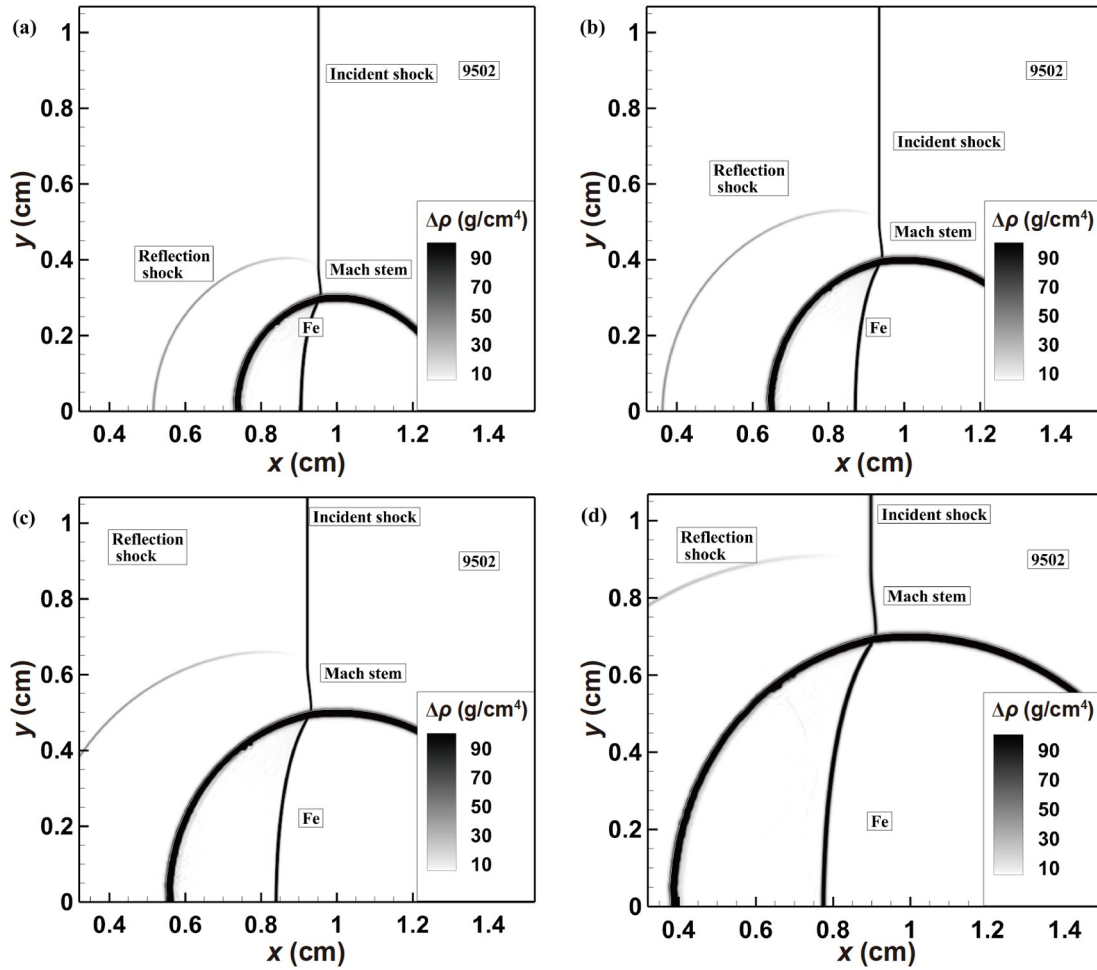 (a)
1
Incident shock
9502
0.8
y (cm)
0.6
Δρ (g/cm⁴)
0.4
Reflection
shock
Mach stem
90
70
50
30
10
0.2
Fe
0
0.4
0.6
0.8
1
1.2
1.4
x (cm)
(b)
1
9502
0.8
Incident shock
y (cm)
0.6
Reflection
shock
Δρ (g/cm⁴)
Mach stem
0.4
90
70
50
30
10
0.2
Fe
0
0.4
0.6
0.8
1
1.2
1.4
x (cm)
(c)
1
Incident shock
Reflection
shock
9502
0.8
y (cm)
0.6
Mach stem
Δρ (g/cm⁴)
0.4
90
70
50
30
10
0.2
Fe
0
0.4
0.6
0.8
1
1.2
1.4
x (cm)
(d)
1
Incident shock
Reflection
shock
9502
0.8
Mach stem
y (cm)
0.6
Δρ (g/cm⁴)
0.4
90
70
50
30
10
0.2
Fe
0
0.4
0.6
0.8
1
1.2
1.4
x (cm)